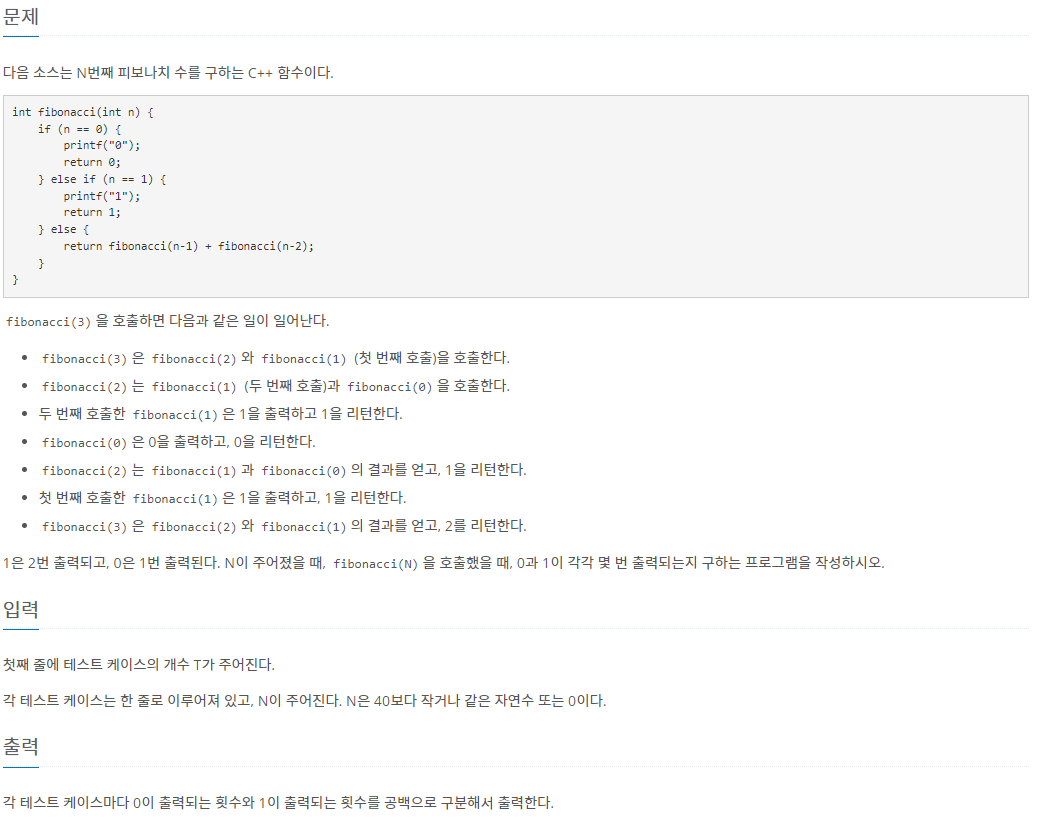 문제
다음 소스는 N번째 피보나치 수를 구하는 C++ 함수이다.
int fibonacci(int n) {
    if (n == 0) {
        printf("0");
        return 0;
    } else if (n == 1) {
        printf("1");
        return 1;
    } else {
        return fibonacci(n-1) + fibonacci(n-2);
    }
}
fibonacci(3) 을 호출하면 다음과 같은 일이 일어난다.
• fibonacci(3) 은 fibonacci(2) 와 fibonacci(1) (첫 번째 호출)을 호출한다.
• fibonacci(2) 는 fibonacci(1) (두 번째 호출)과 fibonacci(0) 을 호출한다.
• 두 번째 호출한 fibonacci(1) 은 1을 출력하고 1을 리턴한다.
• fibonacci(0) 은 0을 출력하고, 0을 리턴한다.
• fibonacci(2) 는 fibonacci(1) 과 fibonacci(0) 의 결과를 얻고, 1을 리턴한다.
• 첫 번째 호출한 fibonacci(1) 은 1을 출력하고, 1을 리턴한다.
• fibonacci(3) 은 fibonacci(2) 와 fibonacci(1) 의 결과를 얻고, 2를 리턴한다.
1은 2번 출력되고, 0은 1번 출력된다. N이 주어졌을 때, fibonacci(N) 을 호출했을 때, 0과 1이 각각 몇 번 출력되는지 구하는 프로그램을 작성하시오.
입력
첫째 줄에 테스트 케이스의 개수 T가 주어진다.
각 테스트 케이스는 한 줄로 이루어져 있고, N이 주어진다. N은 40보다 작거나 같은 자연수 또는 0이다.
출력
각 테스트 케이스마다 0이 출력되는 횟수와 1이 출력되는 횟수를 공백으로 구분해서 출력한다.